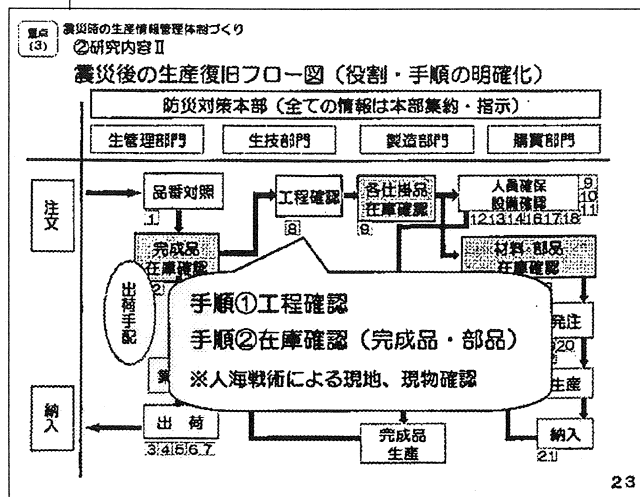 重点
(3)
震災時の生産情報管理体制づくり
②研究内容Ⅱ
震災後の生産復旧フロー図（役割・手順の明確化）
防災対策本部（全ての情報は本部集約・指示）
生管理部門
生技部門
製造部門
購買部門
注文
品番対照
1
工程確認
8
各仕掛品
在庫確認
9
人員確保
設備確認
9
10
11
12 13 14 16 17 18
完成品
在庫確認
2
材料・部品
在庫確認
出荷手配
手順①工程確認
手順②在庫確認（完成品・部品）
※人海戦術による現地、現物確認
発注
20
生産
納入
出荷
3 4 5 6 7
完成品
生産
納入
21
23